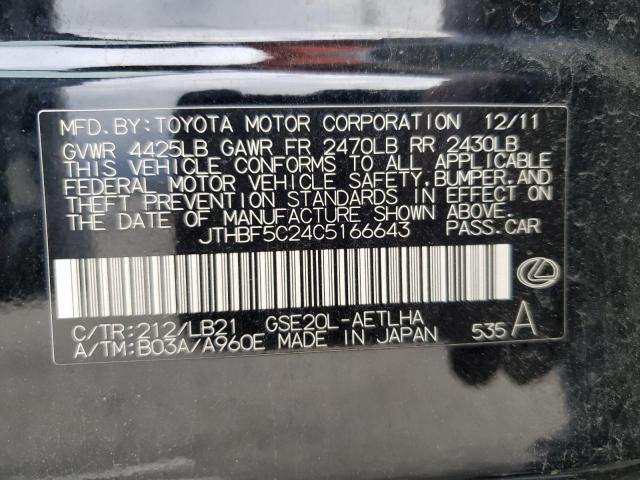 MFD.BY:TOYOTA MOTOR CORPORATION 12/11
GVWR 4425LB GAWR FR 2470LB RR 2430LB
THIS VEHICLE CONFORMS TO ALL APPLICABLE
FEDERAL MOTOR VEHICLE SAFETY,BUMPER,AND
THEFT PREVENTION STANDARDS IN EFFECT ON
THE DATE OF MANUFACTURE SHOWN ABOVE.
JTHBF5C24C5166643 PASS.CAR
C/TR:212/LB21 GSE20L-AETLHA
A/TM:B03A/A960E MADE IN JAPAN 535 A